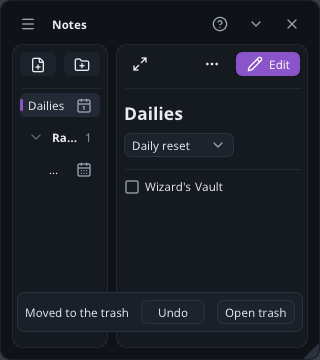 Notes
Edit
Dailies
Ra... 1
...
Dailies
Daily reset
Wizard's Vault
Moved to the trash Undo Open trash